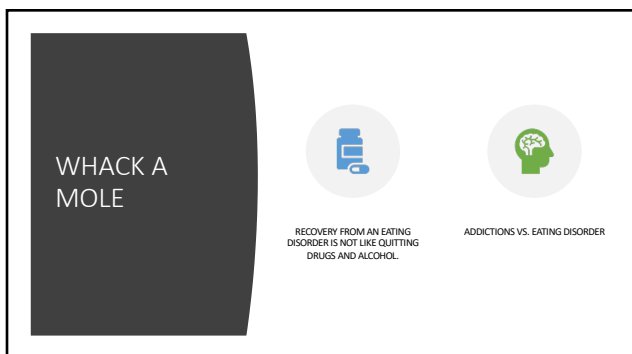 WHACK A
MOLE
RECOVERY FROM AN EATING
DISORDER IS NOT LIKE QUITTING
DRUGS AND ALCOHOL.
ADDICTIONS VS. EATING DISORDER